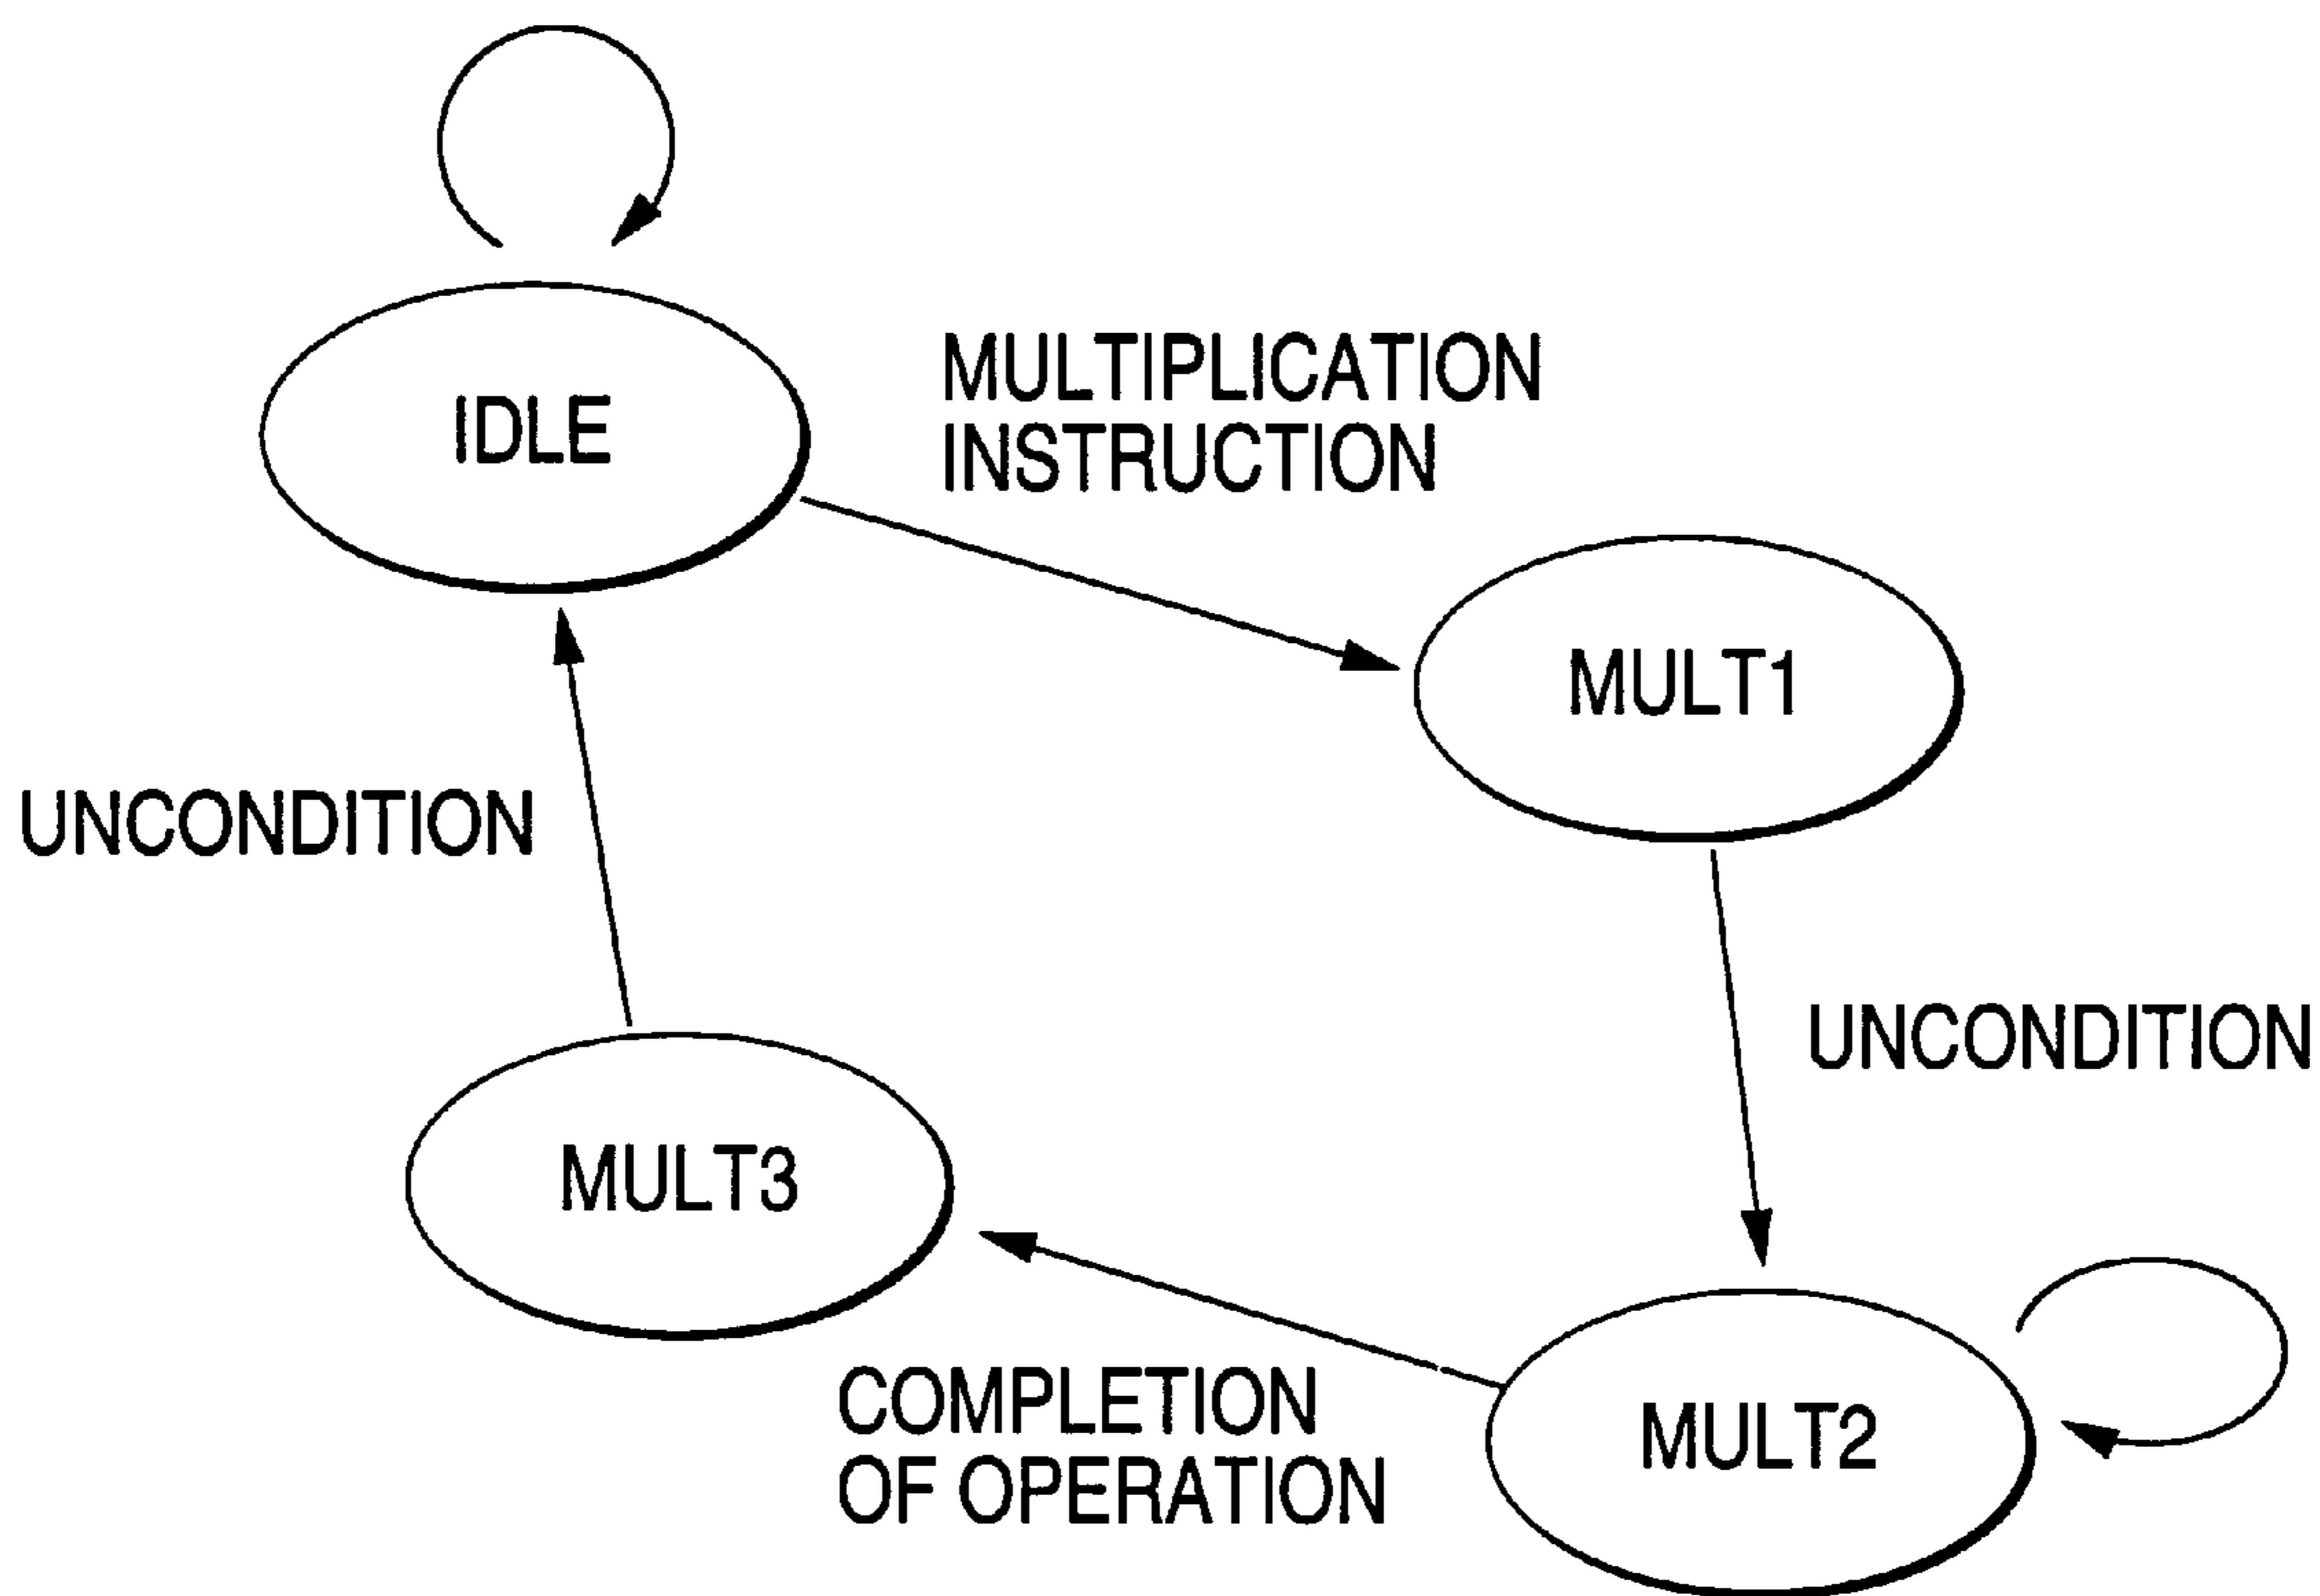 IDLE
MULTIPLICATION
INSTRUCTION
MULT1
UNCONDITION
UNCONDITION
MULT3
COMPLETION
OF OPERATION
MULT2